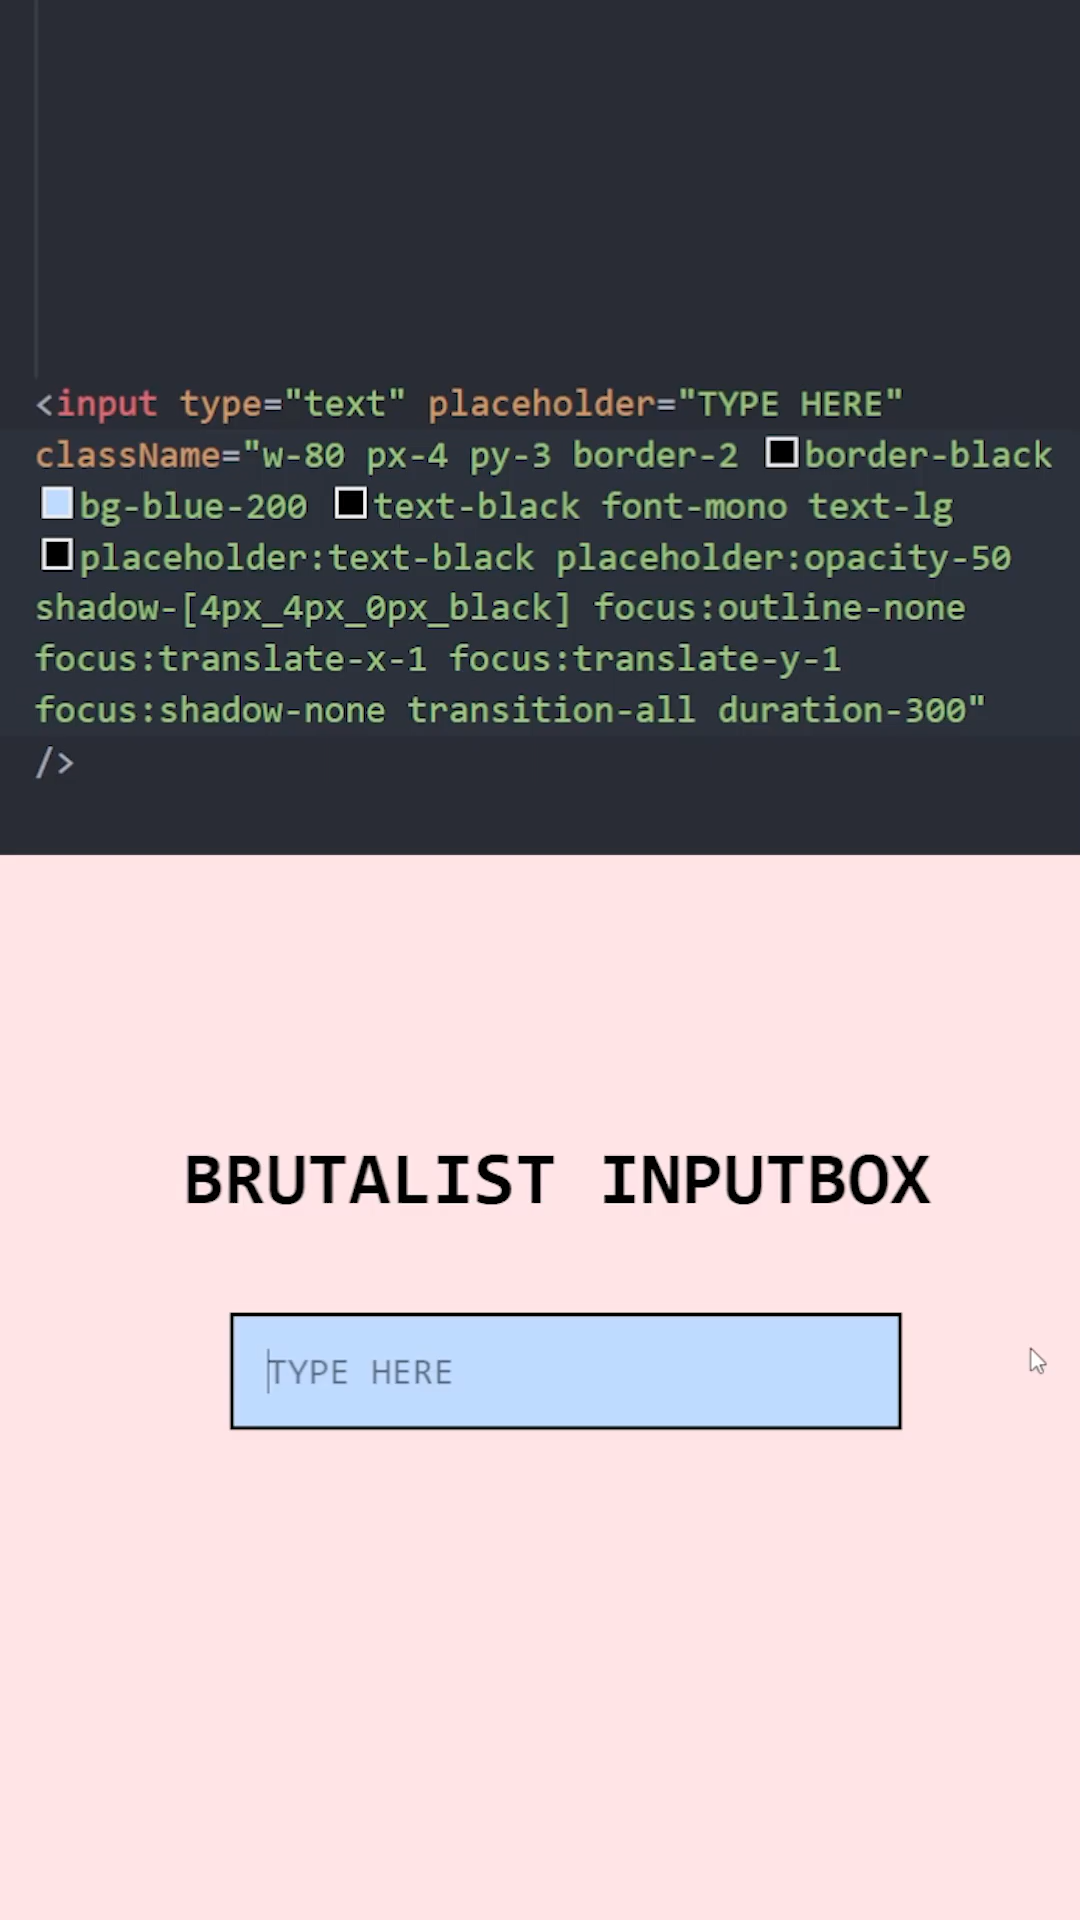 <input type="text" placeholder="TYPE HERE"
className="w-80 px-4 py-3 border-2 border-black
bg-blue-200 text-black font-mono text-lg
placeholder:text-black placeholder:opacity-50
shadow-[4px_4px_0px_black] focus:outline-none
focus:translate-x-1 focus:translate-y-1
focus:shadow-none transition-all duration-300"
/>
BRUTALIST INPUTBOX
TYPE HERE